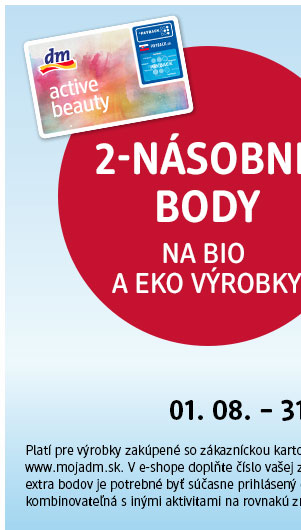 dm
active
beauty
2-NÁSOBN
BODY
NA BIO
A EKO VÝROBKY
01. 08. – 31
Platí pre výrobky zakúpené so zákazníckou karto
www.mojadm.sk. V e-shope doplňte číslo vašej z
extra bodov je potrebné byť súčasne prihlásený
kombinovateľná s inými aktivitami na rovnakú zn